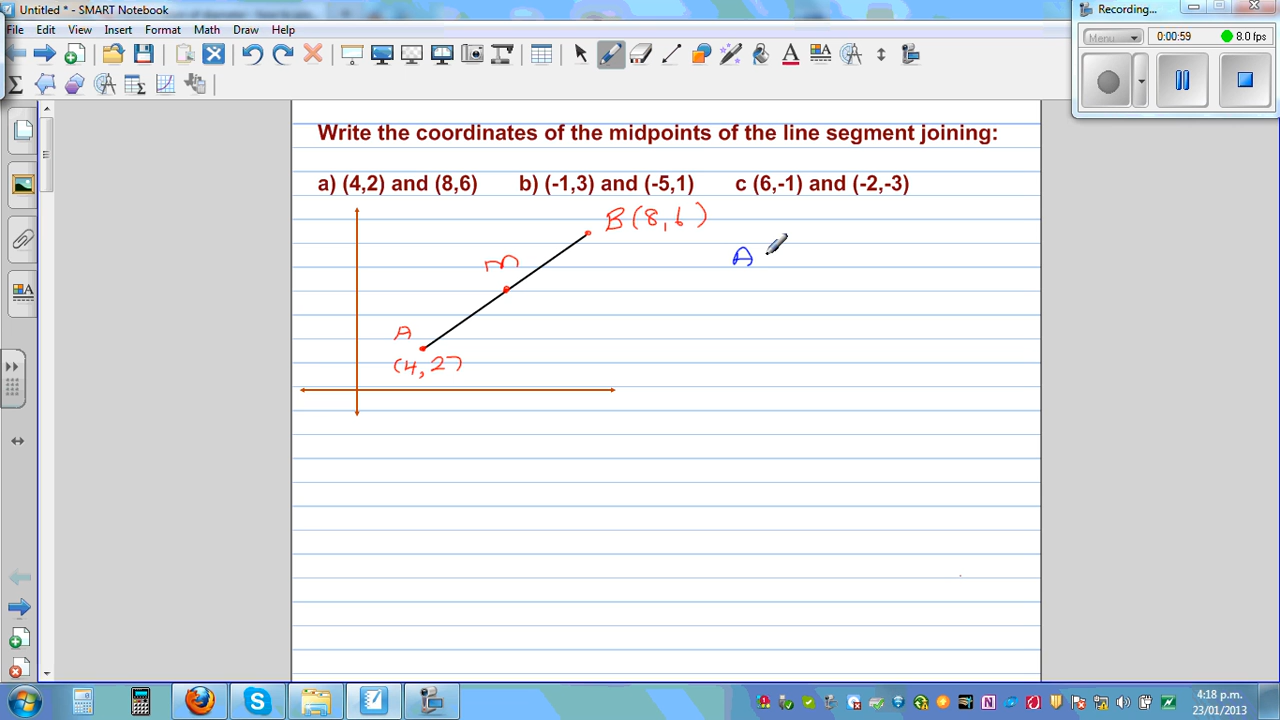 Untitled * - SMART Notebook
File Edit View Insert Format Math Draw Help
Recording...
Menu 0:00:59 8.0 fps
Write the coordinates of the midpoints of the line segment joining:
a) (4,2) and (8,6) b) (-1,3) and (-5,1) c (6,-1) and (-2,-3)
B (8, 6)
m
A
A
(4, 2)
4:18 p.m.
23/01/2013